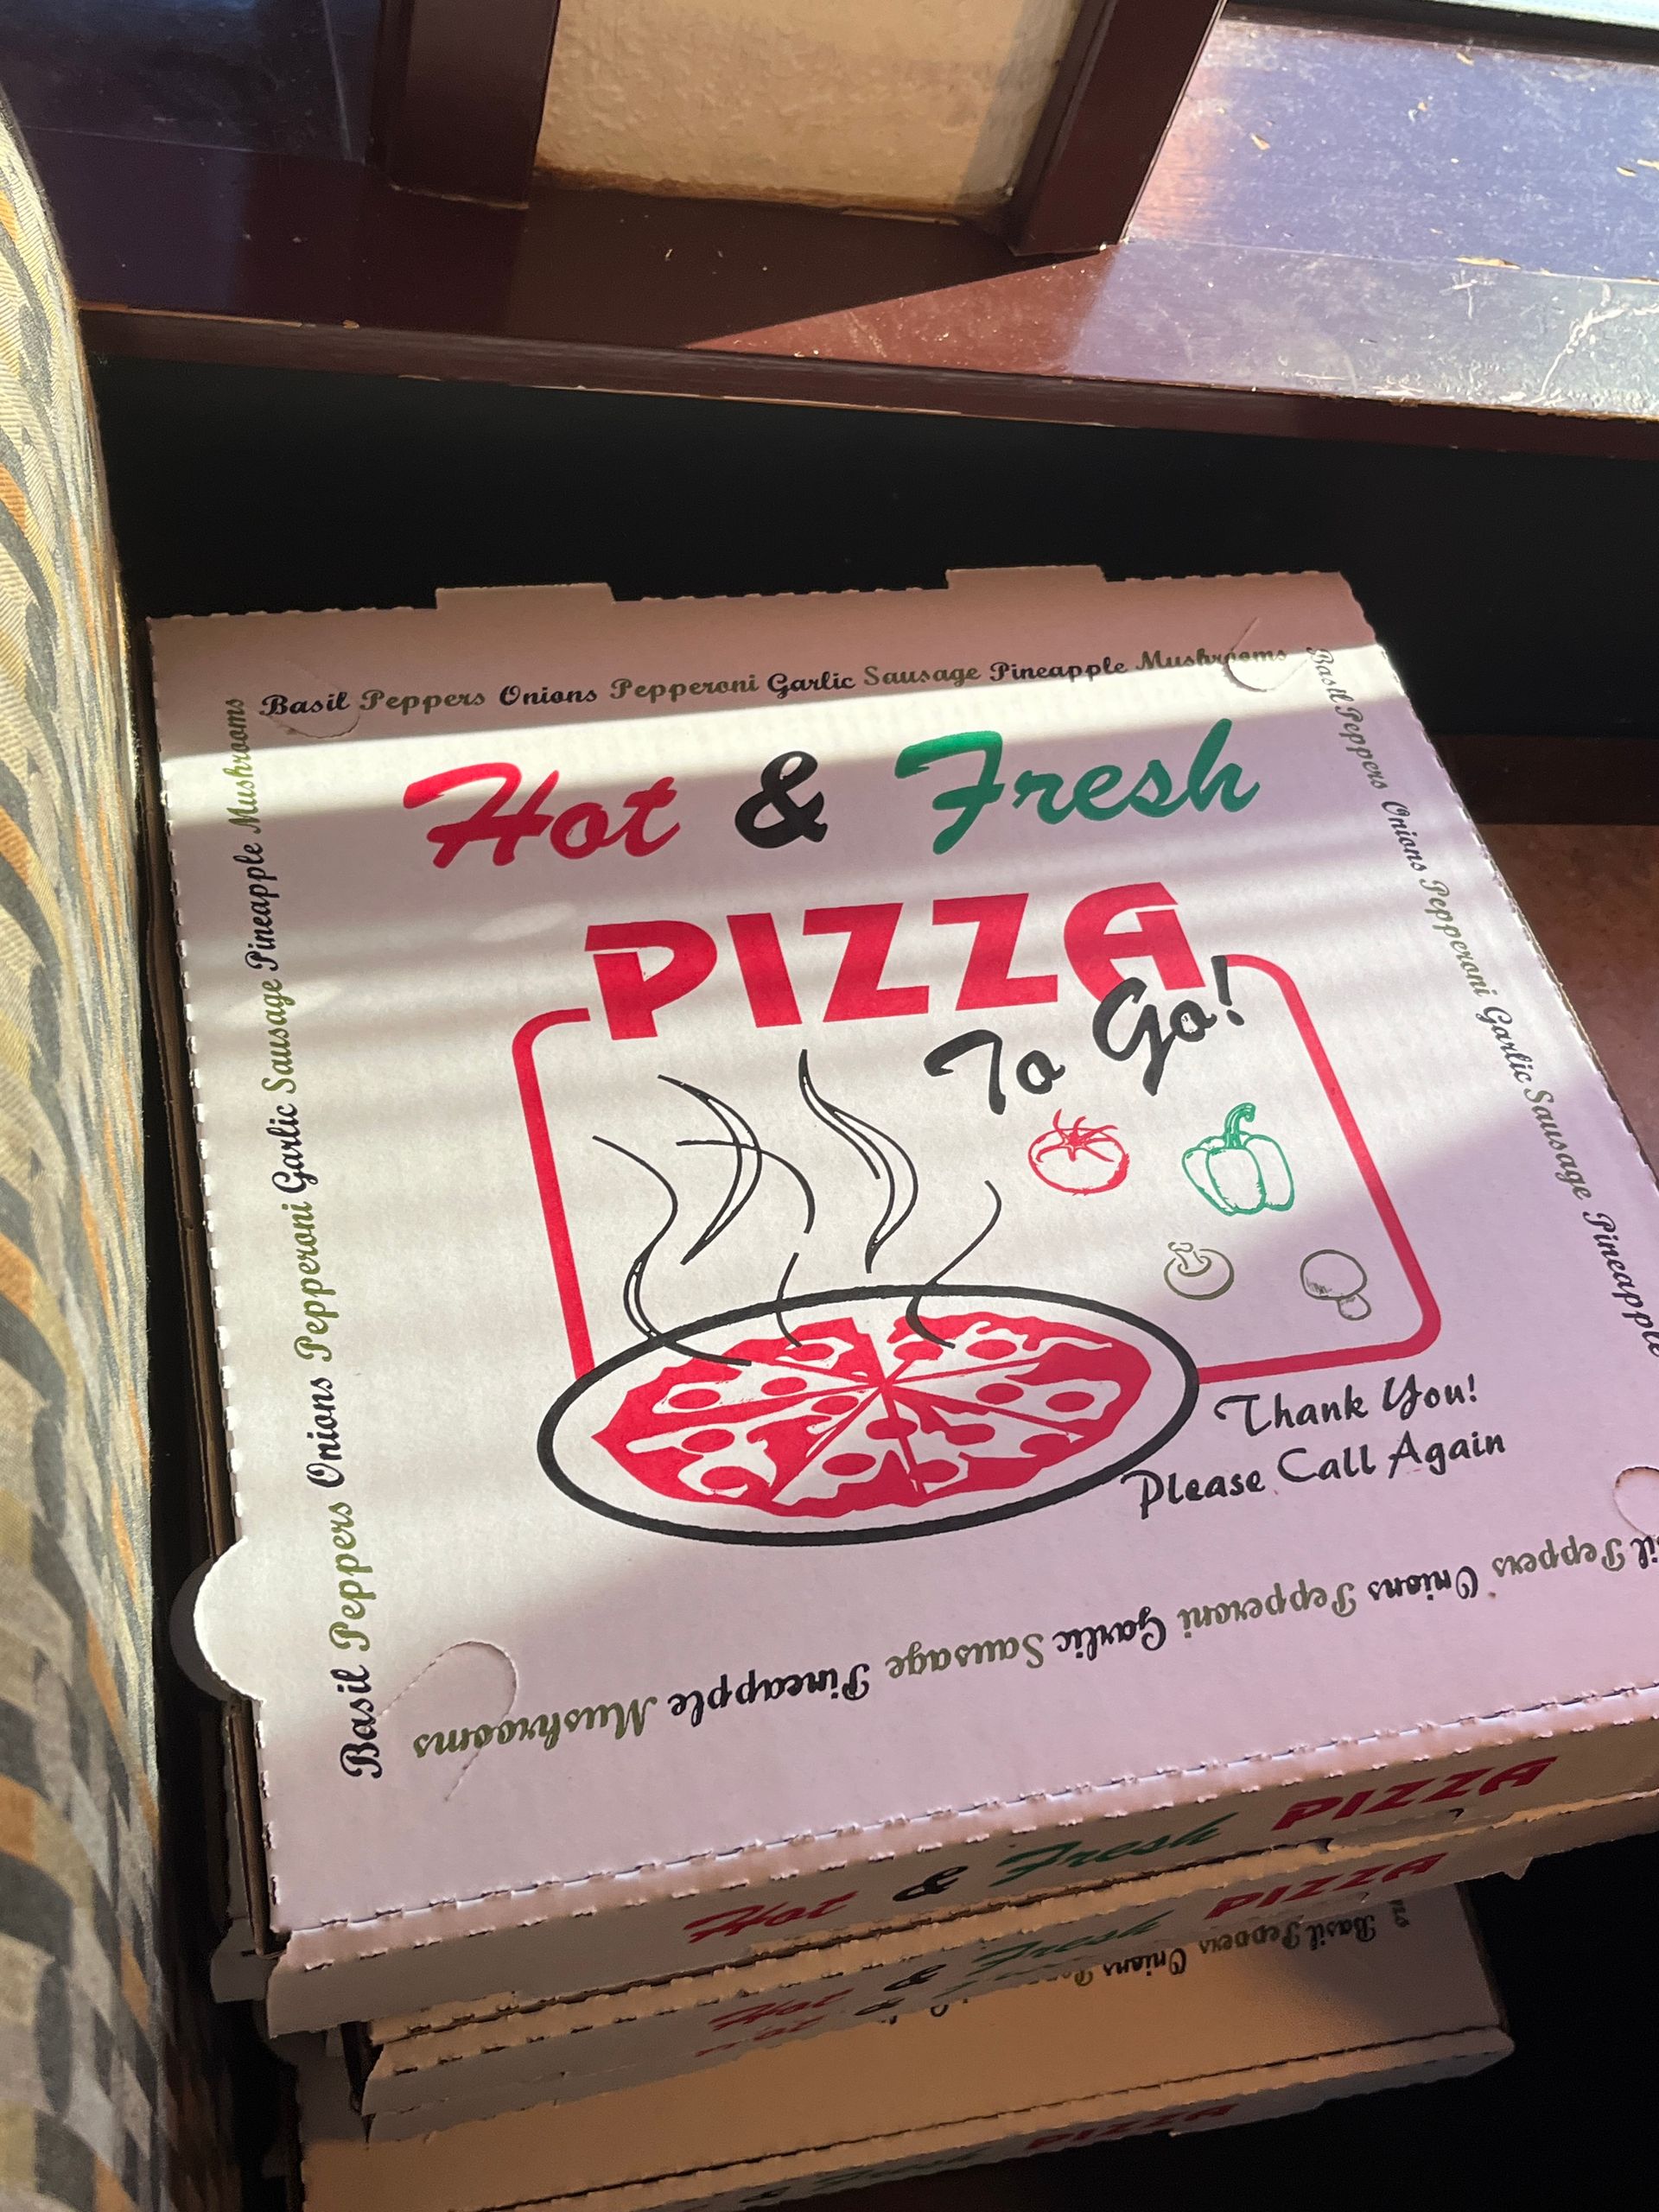 Basil Peppers Onions Pepperoni Garlic Sausage Pineapple Mushrooms
Basil Peppers Onions Pepperoni Garlic Sausage Pineapple Mushrooms
Basil Peppers Onions Pepperoni Garlic Sausage Pineapple
Hot & Fresh
PIZZA
To Go!
Thank You!
Please Call Again
Peppers Onions Pepperoni Garlic Sausage Pineapple Mushrooms
Hot & Fresh PIZZA
Hot & Fresh PIZZA
Basil Peppers Onions
PIZZA